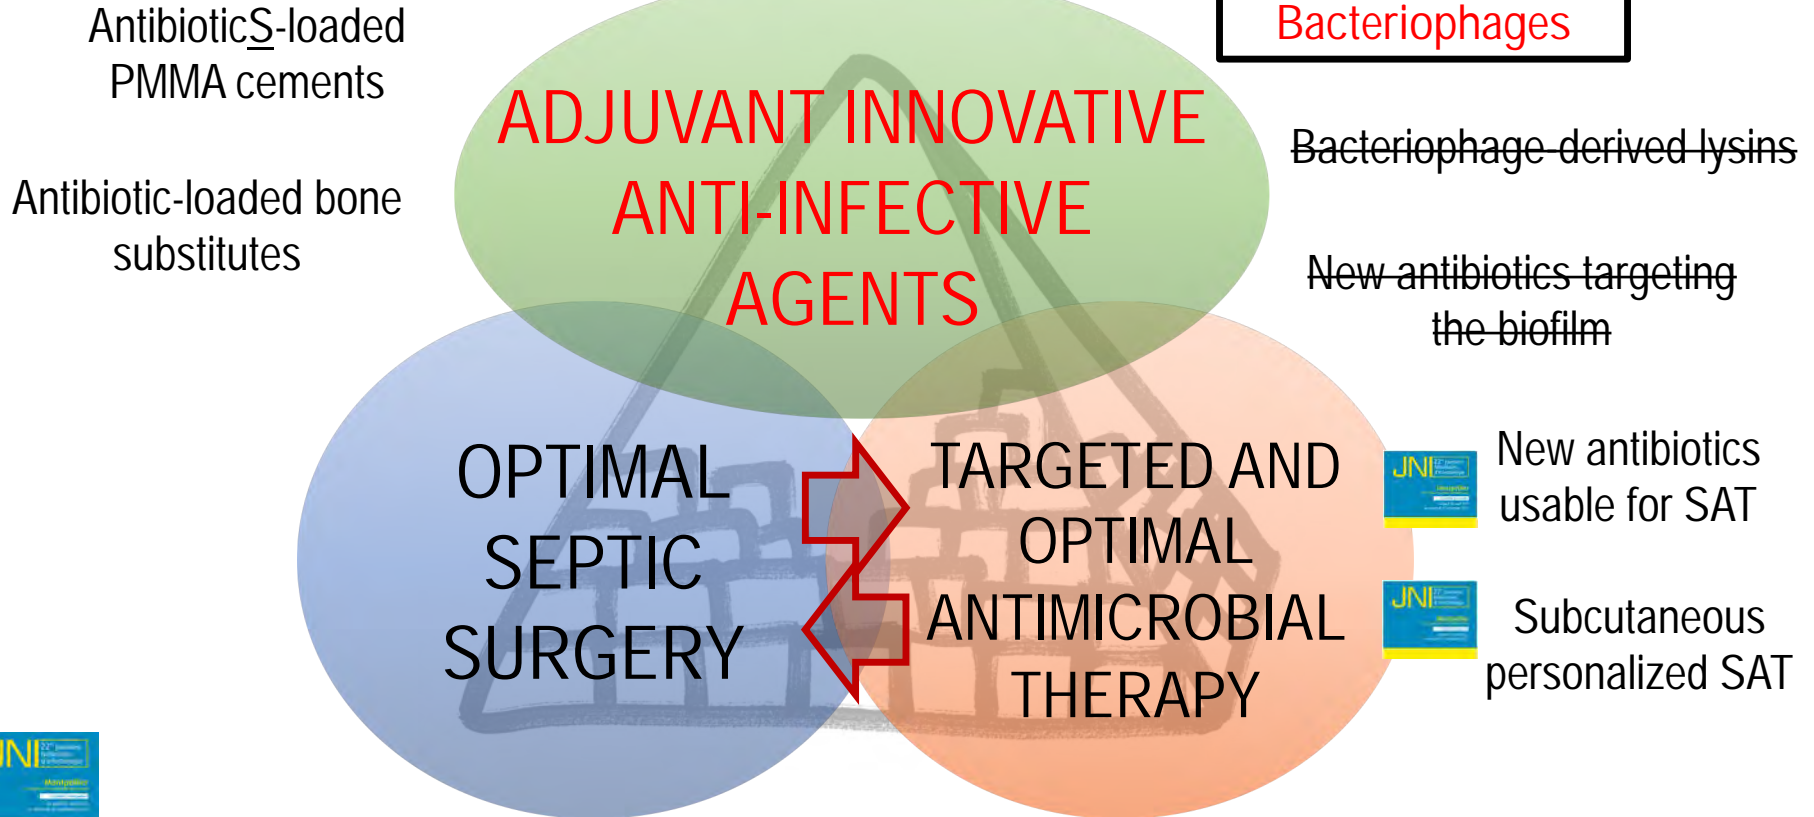 AntibioticS-loaded
PMMA cements
Antibiotic-loaded bone
substitutes
ADJUVANT INNOVATIVE
ANTI-INFECTIVE
AGENTS
Bacteriophages
Bacteriophage-derived lysins
New antibiotics targeting
the biofilm
OPTIMAL
SEPTIC
SURGERY
TARGETED AND
OPTIMAL
ANTIMICROBIAL
THERAPY
JNI
New antibiotics
usable for SAT
JNI
Subcutaneous
personalized SAT
JNI